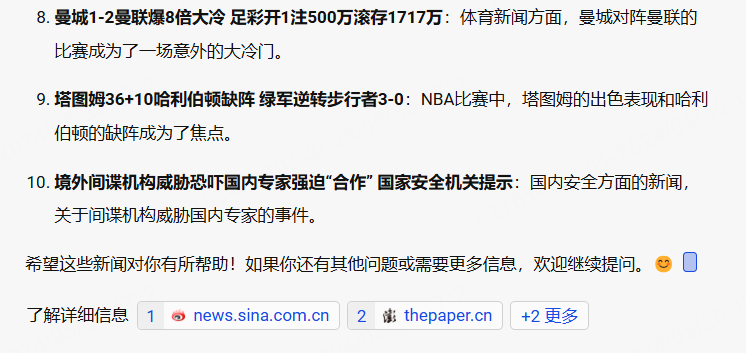 8. 曼城1-2曼联爆8倍大冷 足彩开1注500万滚存1717万：体育新闻方面，曼城对阵曼联的
比赛成为了一场意外的大冷门。
9. 塔图姆36+10哈利伯顿缺阵 绿军逆转步行者3-0：NBA比赛中，塔图姆的出色表现和哈利
伯顿的缺阵成为了焦点。
10. 境外间谍机构威胁恐吓国内专家强迫“合作” 国家安全机关提示：国内安全方面的新闻，
关于间谍机构威胁国内专家的事件。
希望这些新闻对你有所帮助！如果你还有其他问题或需要更多信息，欢迎继续提问。😊
了解详细信息 1 news.sina.com.cn 2 thepaper.cn +2 更多